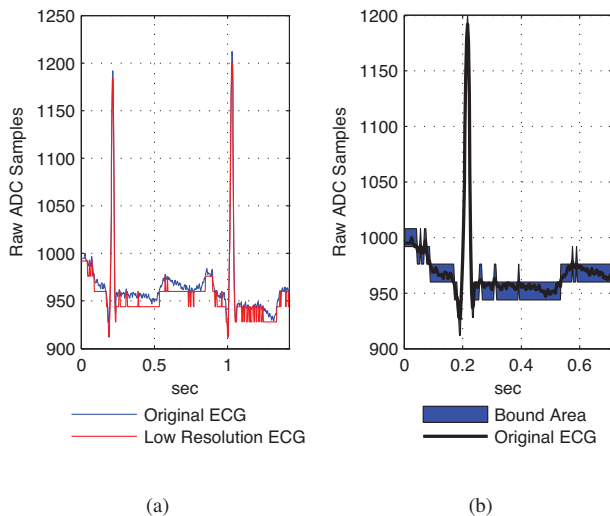 1250
1200
1150
1100
1050
1000
950
900
Raw ADC Samples
0
0.5
1
sec
Original ECG
Low Resolution ECG
(a)
1200
1150
1100
1050
1000
950
900
Raw ADC Samples
0
0.2
0.4
0.6
sec
Bound Area
Original ECG
(b)